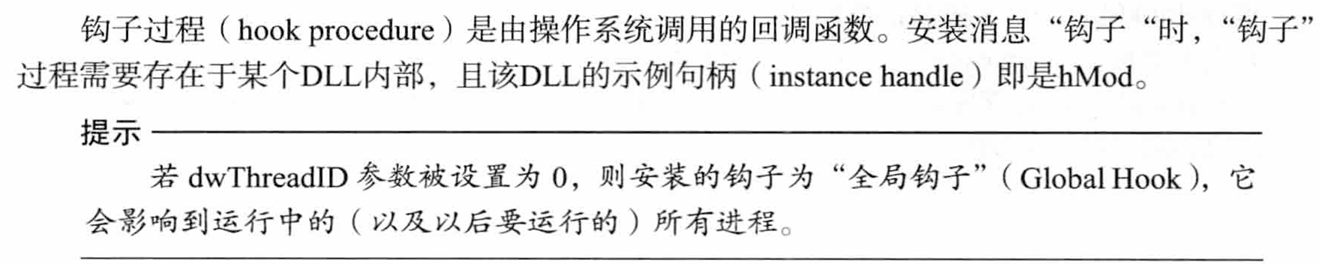 钩子过程（hook procedure）是由操作系统调用的回调函数。安装消息“钩子“时，“钩子”
过程需要存在于某个DLL内部，且该DLL的示例句柄（instance handle）即是hMod。
提示
若 dwThreadID 参数被设置为 0，则安装的钩子为“全局钩子”（Global Hook），它
会影响到运行中的（以及以后要运行的）所有进程。